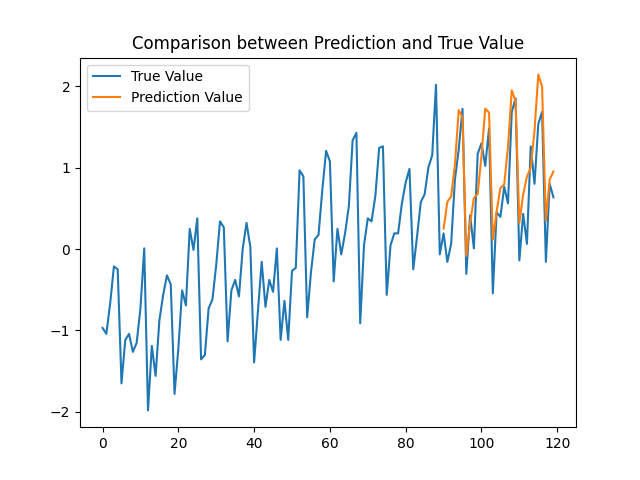 Comparison between Prediction and True Value
True Value
Prediction Value
2
1
0
−1
−2
0 20 40 60 80 100 120